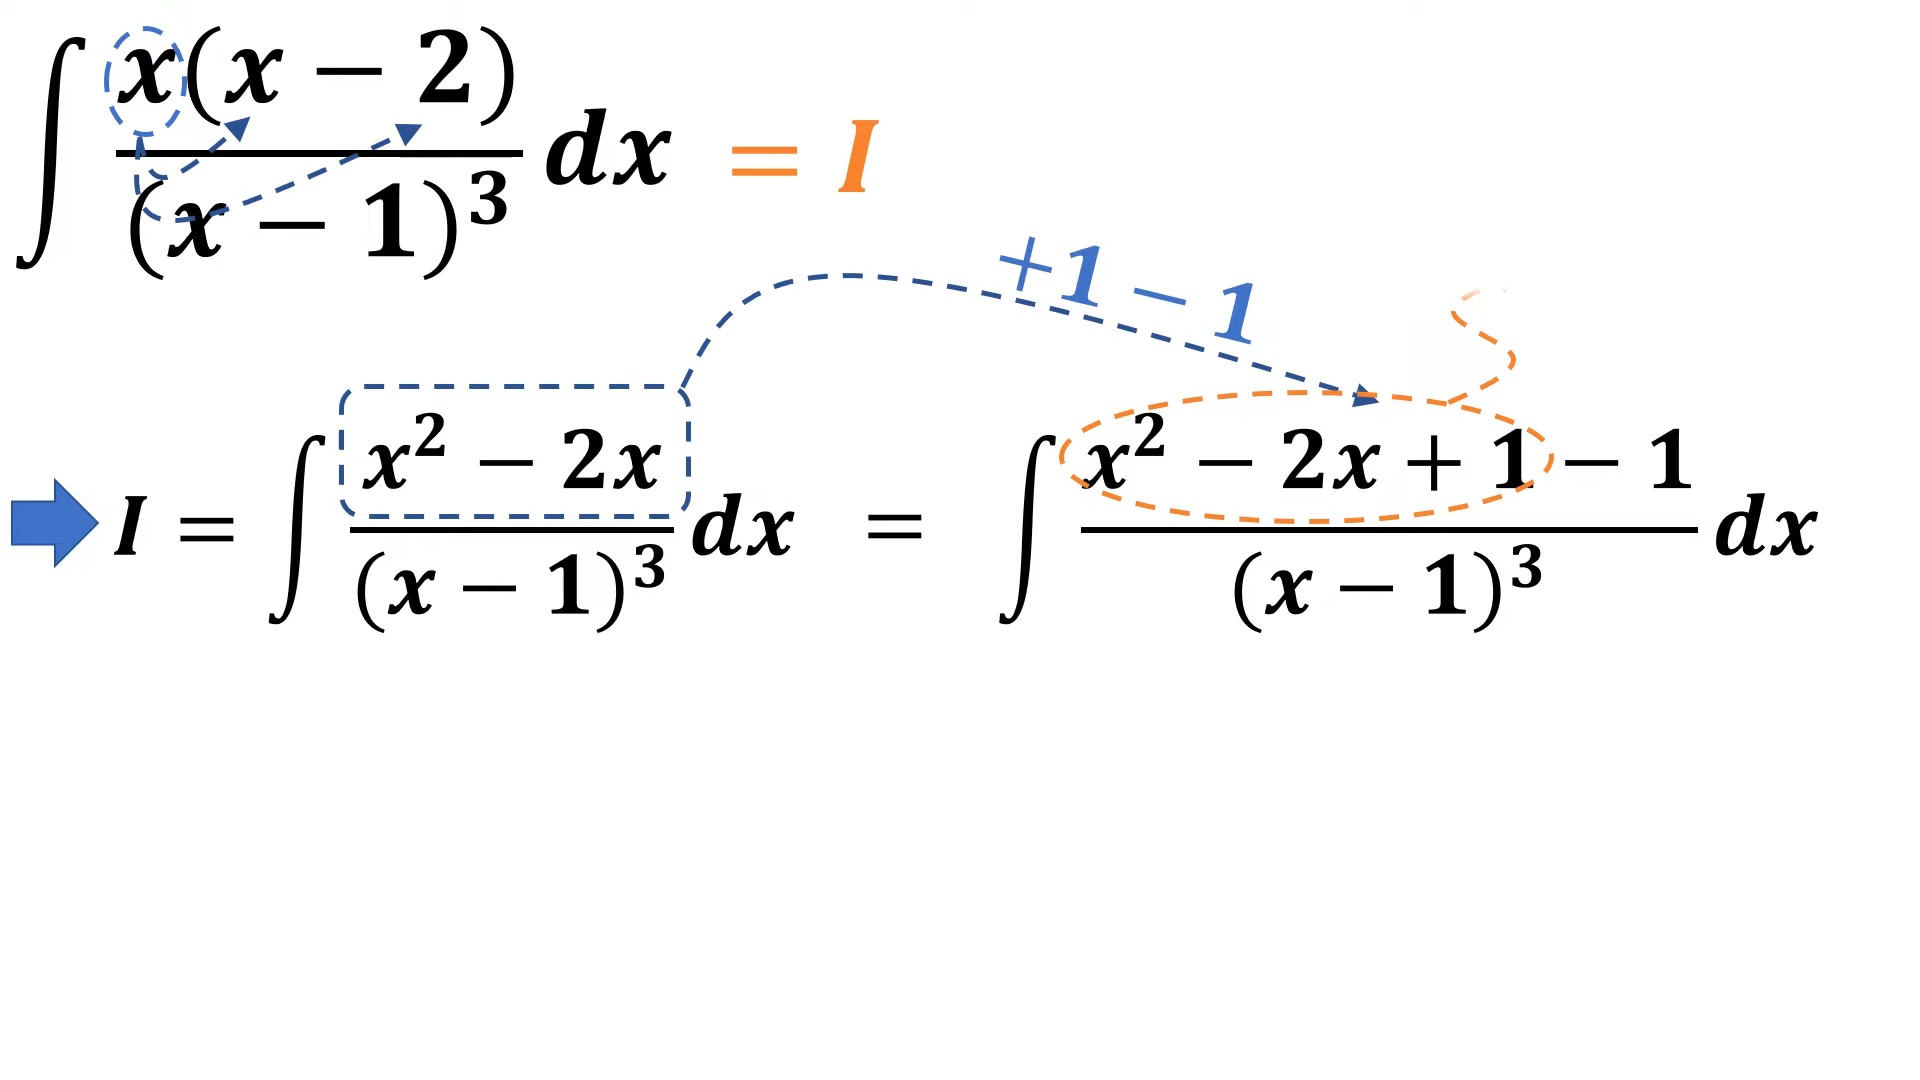 ∫ x(x − 2)/(x − 1)³ dx = I
+1 − 1
I = ∫ (x² − 2x)/(x − 1)³ dx = ∫ (x² − 2x + 1 − 1)/(x − 1)³ dx